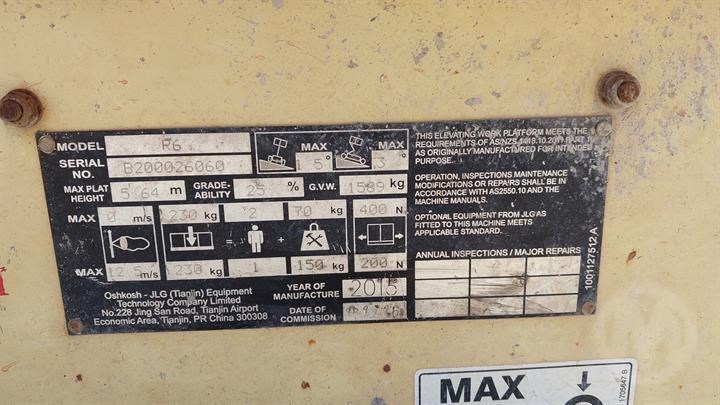 MODEL R6
SERIAL NO. B200026060
MAX PLAT HEIGHT 5.64 m GRADE-ABILITY 25 % G.V.W. 1589 kg
MAX 1.5° MAX 3°
MAX 0 m/s 230 kg 2 70 kg 400 N
= +
MAX 12.5 m/s 230 kg 1 150 kg 200 N
Oshkosh - JLG (Tianjin) Equipment
Technology Company Limited
No.228 Jing San Road, Tianjin Airport
Economic Area, Tianjin, PR China 300308
YEAR OF MANUFACTURE 2015
DATE OF COMMISSION
THIS ELEVATING WORK PLATFORM MEETS THE
REQUIREMENTS OF AS/NZS 1418.10.2011 PART 1
AS ORIGINALLY MANUFACTURED FOR INTENDED
PURPOSE.
OPERATION, INSPECTIONS MAINTENANCE
MODIFICATIONS OR REPAIRS SHALL BE IN
ACCORDANCE WITH AS2550.10 AND THE
MACHINE MANUALS.
OPTIONAL EQUIPMENT FROM JLG AS
FITTED TO THIS MACHINE MEETS
APPLICABLE STANDARD.
ANNUAL INSPECTIONS / MAJOR REPAIRS
1001127512 A
MAX
1705647 B